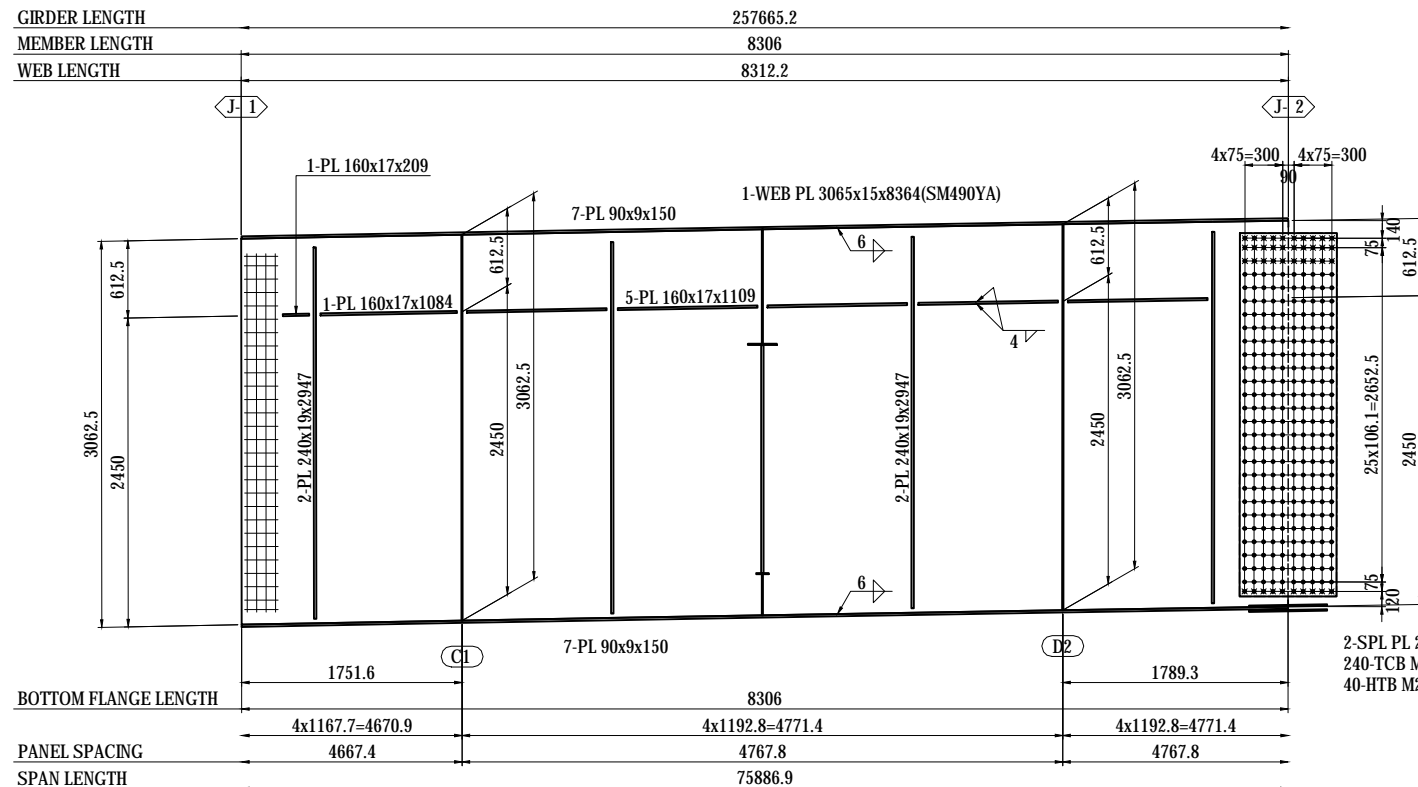 GIRDER LENGTH 257665.2
MEMBER LENGTH 8306
WEB LENGTH 8312.2
J- 1
J- 2
4x75=300 4x75=300
90
1-PL 160x17x209
1-WEB PL 3065x15x8364(SM490YA)
7-PL 90x9x150
6
140
75
612.5
612.5
612.5
612.5
1-PL 160x17x1084
5-PL 160x17x1109
4
3062.5
2450
2-PL 240x19x2947
2450
3062.5
2-PL 240x19x2947
2450
3062.5
25x106.1=2652.5
2450
6
75
120
7-PL 90x9x150
C1
D2
2-SPL PL 2
240-TCB M
40-HTB M2
1751.6
1789.3
BOTTOM FLANGE LENGTH 8306
4x1167.7=4670.9 4x1192.8=4771.4 4x1192.8=4771.4
PANEL SPACING 4667.4 4767.8 4767.8
SPAN LENGTH 75886.9